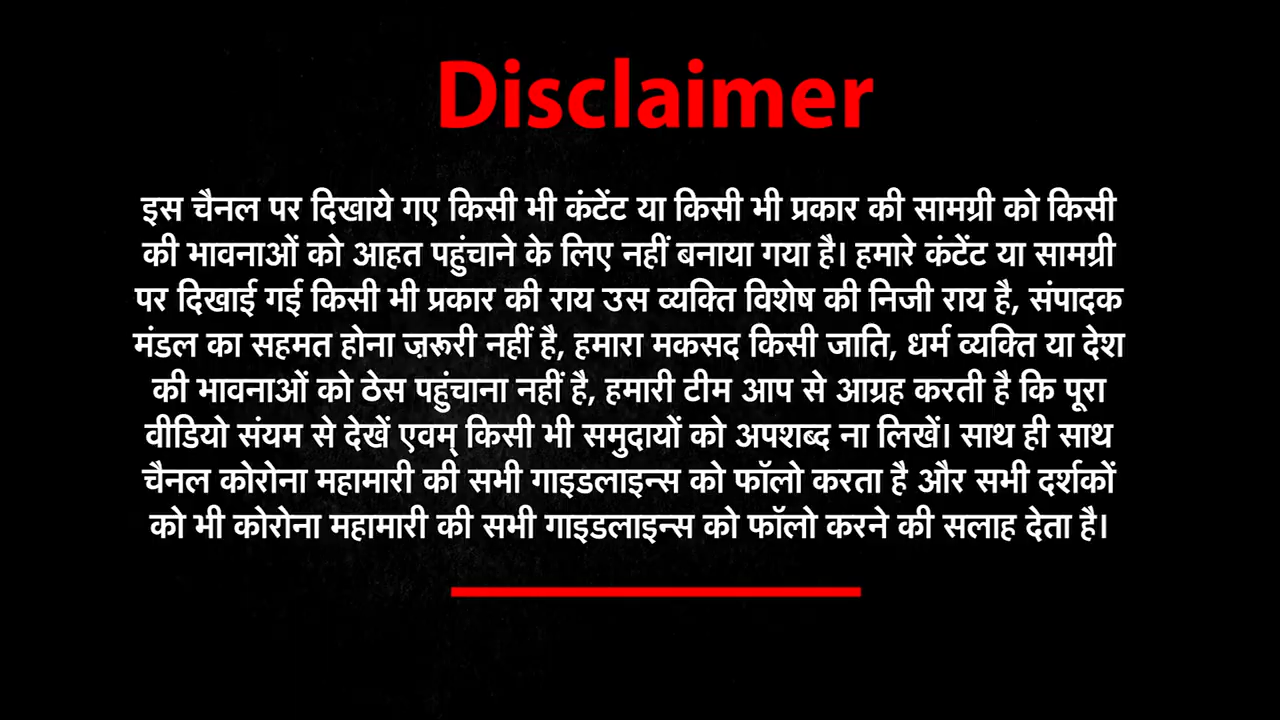 Disclaimer
इस चैनल पर दिखाये गए किसी भी कंटेंट या किसी भी प्रकार की सामग्री को किसी
की भावनाओं को आहत पहुंचाने के लिए नहीं बनाया गया है। हमारे कंटेंट या सामग्री
पर दिखाई गई किसी भी प्रकार की राय उस व्यक्ति विशेष की निजी राय है, संपादक
मंडल का सहमत होना ज़रूरी नहीं है, हमारा मकसद किसी जाति, धर्म व्यक्ति या देश
की भावनाओं को ठेस पहुंचाना नहीं है, हमारी टीम आप से आग्रह करती है कि पूरा
वीडियो संयम से देखें एवम् किसी भी समुदायों को अपशब्द ना लिखें। साथ ही साथ
चैनल कोरोना महामारी की सभी गाइडलाइन्स को फॉलो करता है और सभी दर्शकों
को भी कोरोना महामारी की सभी गाइडलाइन्स को फॉलो करने की सलाह देता है।